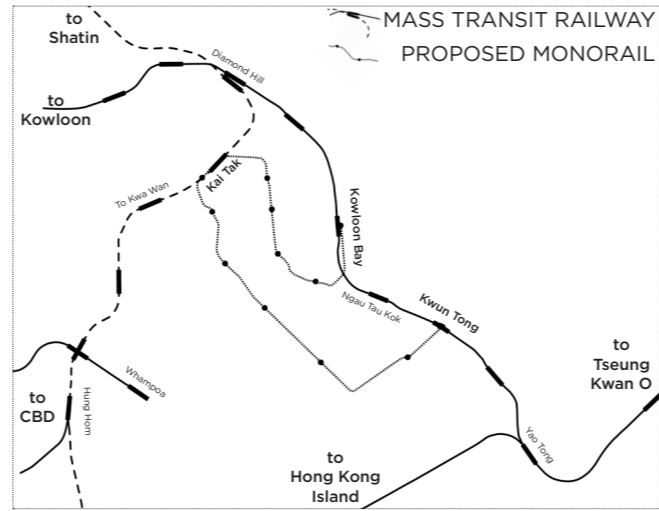 to
Shatin
MASS TRANSIT RAILWAY
PROPOSED MONORAIL
Diamond Hill
to
Kowloon
Kai Tak
To Kwa Wan
Kowloon Bay
Ngau Tau Kok
Kwun Tong
to
Tseung
Kwan O
Whampoa
to
CBD
Hung Hom
Yao Tong
to
Hong Kong
Island